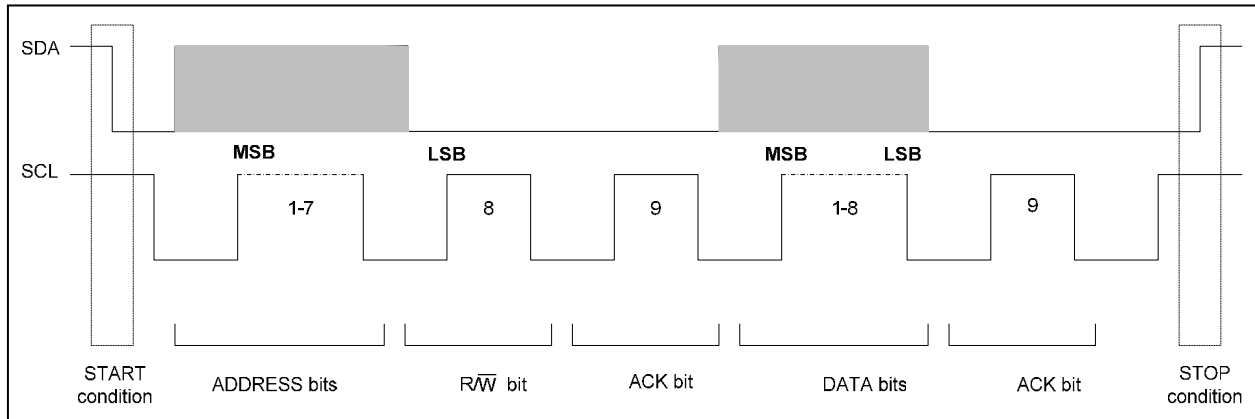 SDA
MSB LSB MSB LSB
SCL
1-7 8 9 1-8 9
START condition
ADDRESS bits
R/W̅ bit
ACK bit
DATA bits
ACK bit
STOP condition